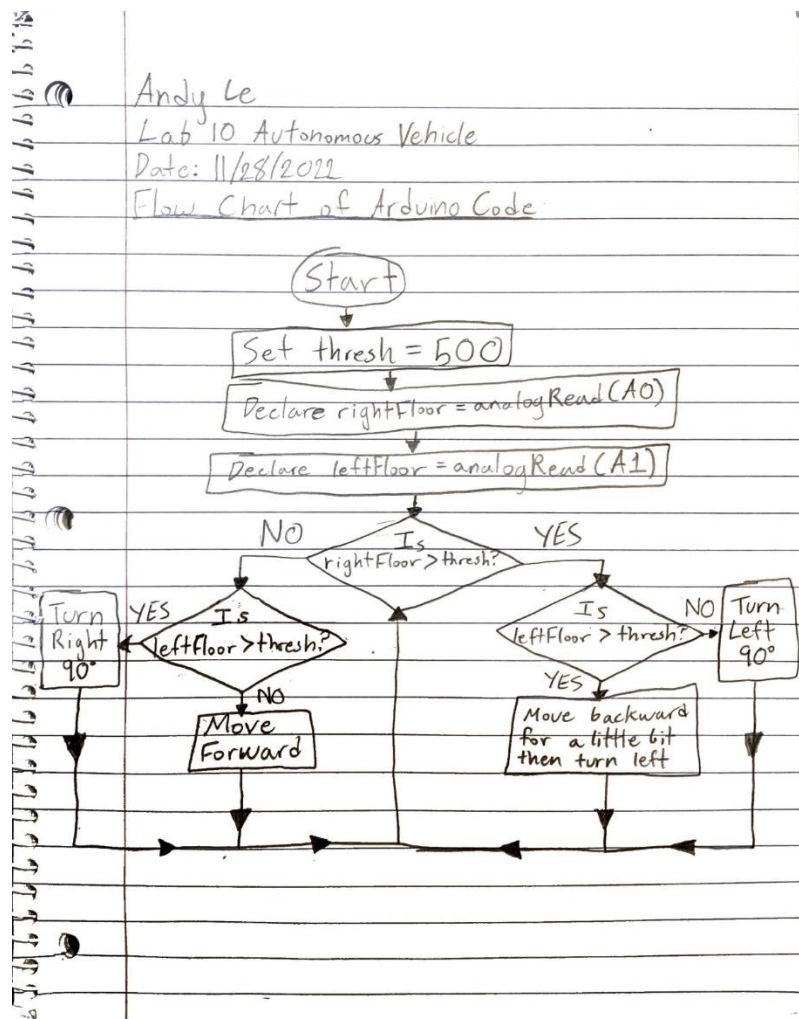 Andy Le
Lab 10 Autonomous Vehicle
Date: 11/28/2022
Flow Chart of Arduino Code
Start
Set thresh = 500
Declare rightFloor = analogRead(A0)
Declare leftFloor = analogRead(A1)
NO
Is
rightFloor > thresh?
YES
Turn
Right
90°
YES
Is
leftFloor > thresh?
NO
Move
Forward
Is
leftFloor > thresh?
NO
Turn
Left
90°
YES
Move backward
for a little bit
then turn left